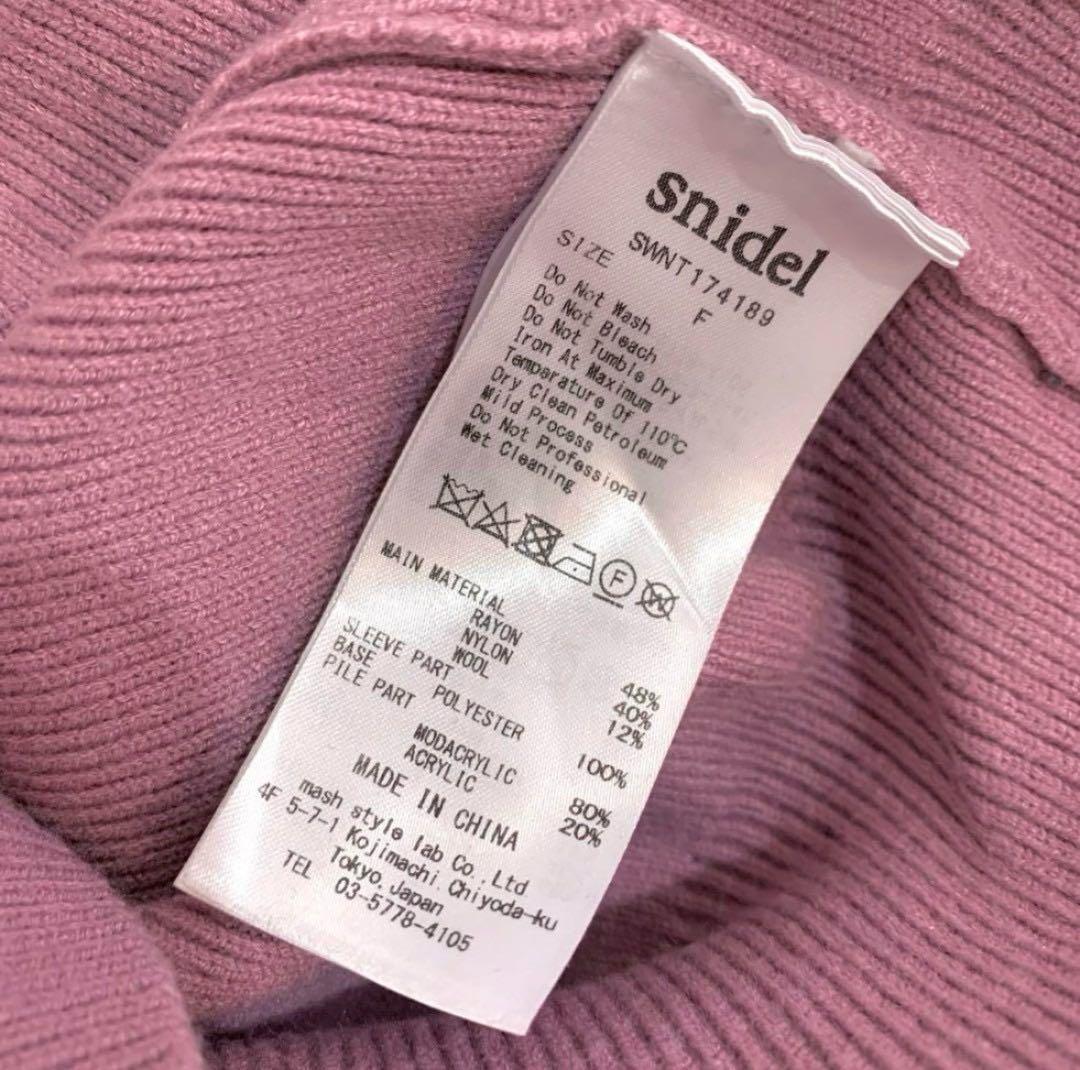 snidel
SWNT174189
SIZE F
Do Not Wash
Do Not Bleach
Do Not Tumble Dry
Iron At Maximum
Temperature Of 110℃
Dry Clean Petroleum
Mild Process
Do Not Professional
Wet Cleaning
F W
MAIN MATERIAL
RAYON 48%
NYLON 40%
WOOL 12%
SLEEVE PART
BASE
POLYESTER 100%
PILE PART
MODACRYLIC 80%
ACRYLIC 20%
MADE IN CHINA
mash style lab Co.,Ltd
4F 5-7-1 Kojimachi.Chiyoda-ku
Tokyo,Japan
TEL 03-5778-4105